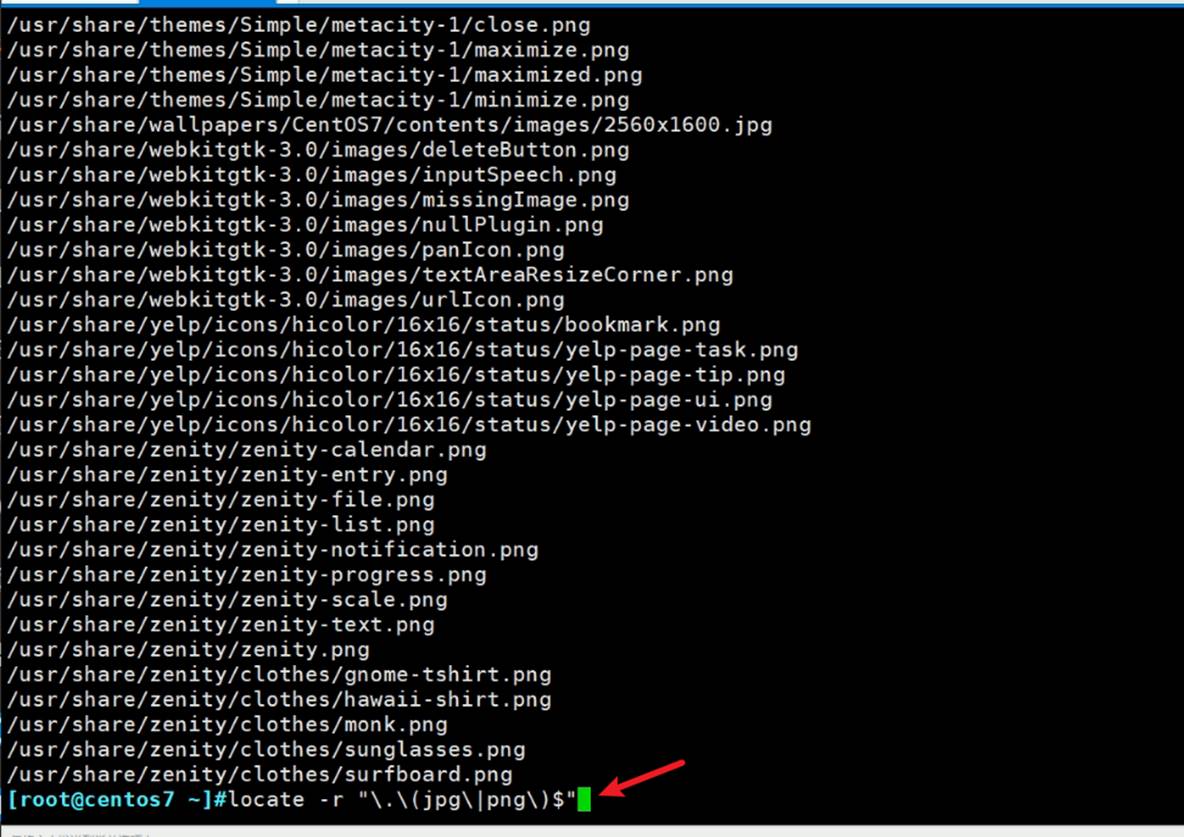 /usr/share/themes/Simple/metacity-1/close.png
/usr/share/themes/Simple/metacity-1/maximize.png
/usr/share/themes/Simple/metacity-1/maximized.png
/usr/share/themes/Simple/metacity-1/minimize.png
/usr/share/wallpapers/CentOS7/contents/images/2560x1600.jpg
/usr/share/webkitgtk-3.0/images/deleteButton.png
/usr/share/webkitgtk-3.0/images/inputSpeech.png
/usr/share/webkitgtk-3.0/images/missingImage.png
/usr/share/webkitgtk-3.0/images/nullPlugin.png
/usr/share/webkitgtk-3.0/images/panIcon.png
/usr/share/webkitgtk-3.0/images/textAreaResizeCorner.png
/usr/share/webkitgtk-3.0/images/urlIcon.png
/usr/share/yelp/icons/hicolor/16x16/status/bookmark.png
/usr/share/yelp/icons/hicolor/16x16/status/yelp-page-task.png
/usr/share/yelp/icons/hicolor/16x16/status/yelp-page-tip.png
/usr/share/yelp/icons/hicolor/16x16/status/yelp-page-ui.png
/usr/share/yelp/icons/hicolor/16x16/status/yelp-page-video.png
/usr/share/zenity/zenity-calendar.png
/usr/share/zenity/zenity-entry.png
/usr/share/zenity/zenity-file.png
/usr/share/zenity/zenity-list.png
/usr/share/zenity/zenity-notification.png
/usr/share/zenity/zenity-progress.png
/usr/share/zenity/zenity-scale.png
/usr/share/zenity/zenity-text.png
/usr/share/zenity/zenity.png
/usr/share/zenity/clothes/gnome-tshirt.png
/usr/share/zenity/clothes/hawaii-shirt.png
/usr/share/zenity/clothes/monk.png
/usr/share/zenity/clothes/sunglasses.png
/usr/share/zenity/clothes/surfboard.png
[root@centos7 ~]#locate -r "\.\(jpg\|png\)$"